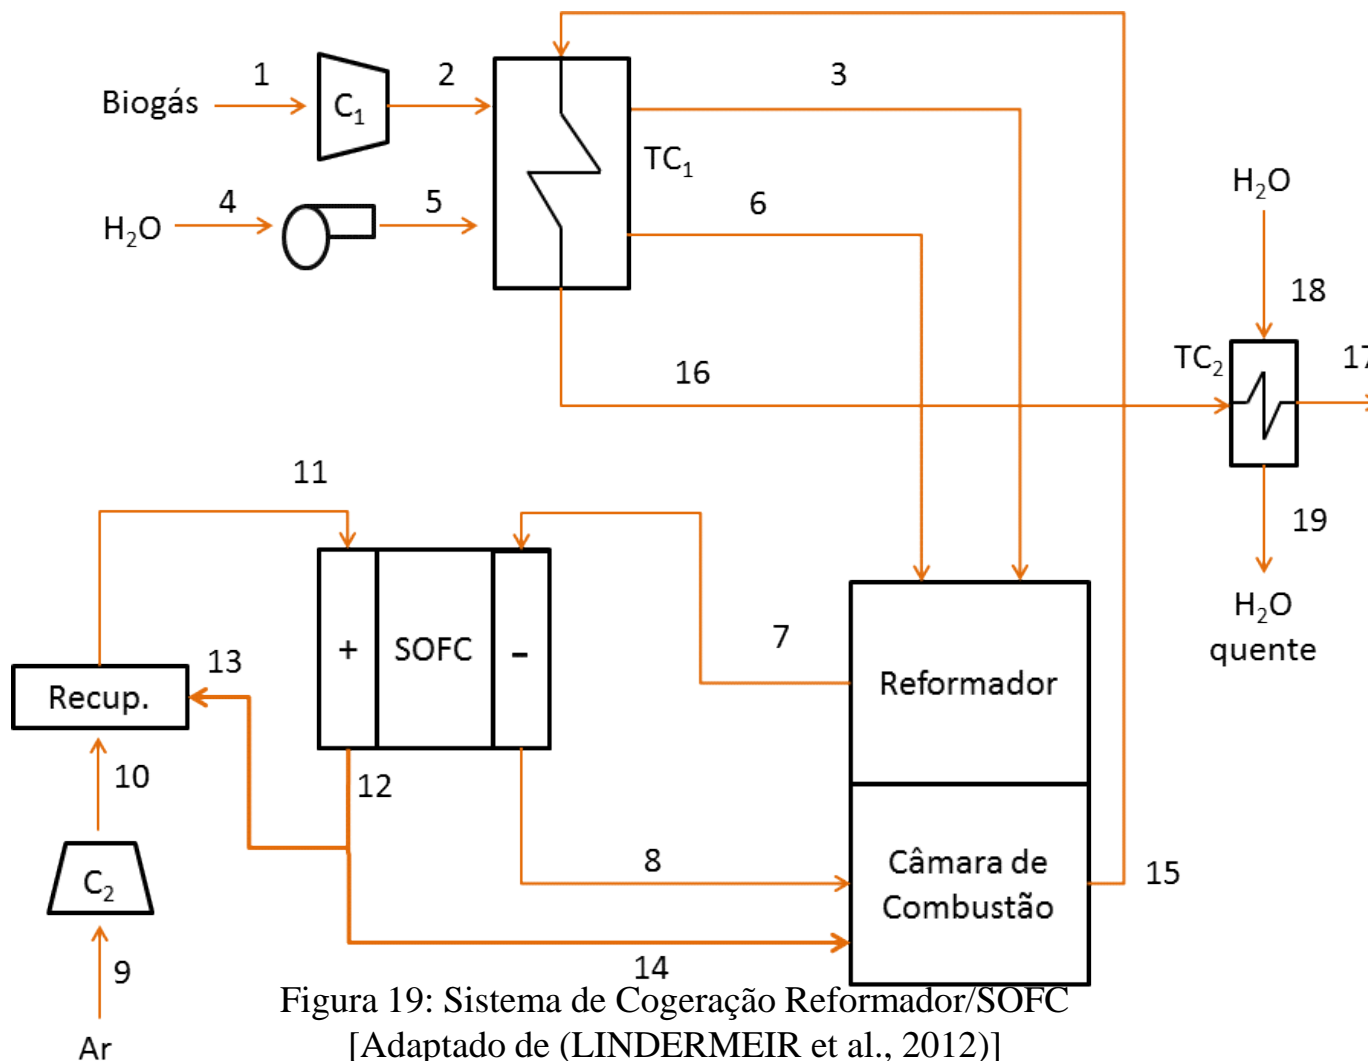 Biogás
1
C1
2
3
TC1
H2O
4
5
6
H2O
18
TC2
17
16
19
H2O
quente
11
13
+
SOFC
-
7
Reformador
Recup.
10
12
C2
8
Câmara de
Combustão
15
9
14
Ar
Figura 19: Sistema de Cogeração Reformador/SOFC
[Adaptado de (LINDERMEIR et al., 2012)]